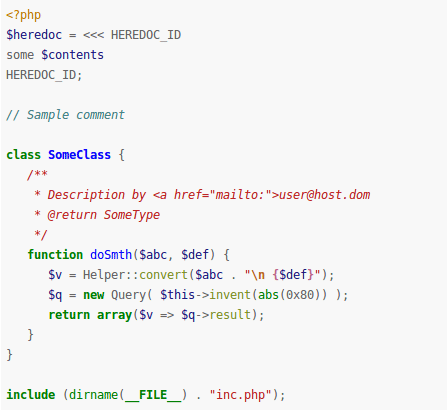 <?php
$heredoc = <<< HEREDOC_ID
some $contents
HEREDOC_ID;

// Sample comment

class SomeClass {
   /**
    * Description by <a href="mailto:">user@host.dom
    * @return SomeType
    */
   function doSmth($abc, $def) {
      $v = Helper::convert($abc . "\n {$def}");
      $q = new Query( $this->invent(abs(0x80)) );
      return array($v => $q->result);
   }
}

include (dirname(__FILE__) . "inc.php");